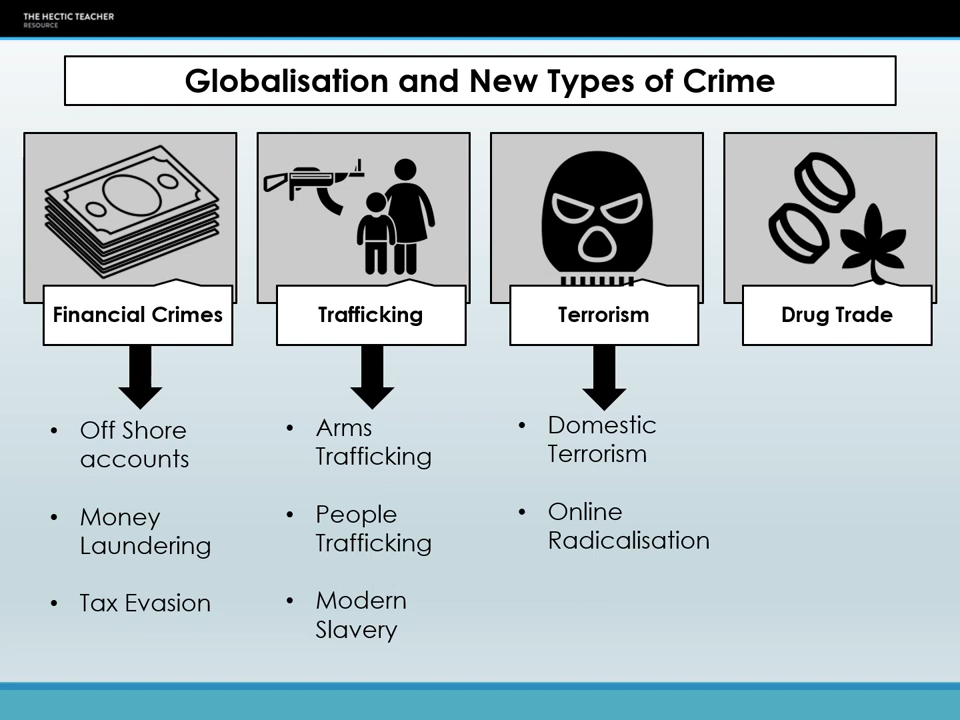 THE HECTIC TEACHER
RESOURCE
Globalisation and New Types of Crime
Financial Crimes
Trafficking
Terrorism
Drug Trade
• Off Shore
accounts
• Money
Laundering
• Tax Evasion
• Arms
Trafficking
• People
Trafficking
• Modern
Slavery
• Domestic
Terrorism
• Online
Radicalisation